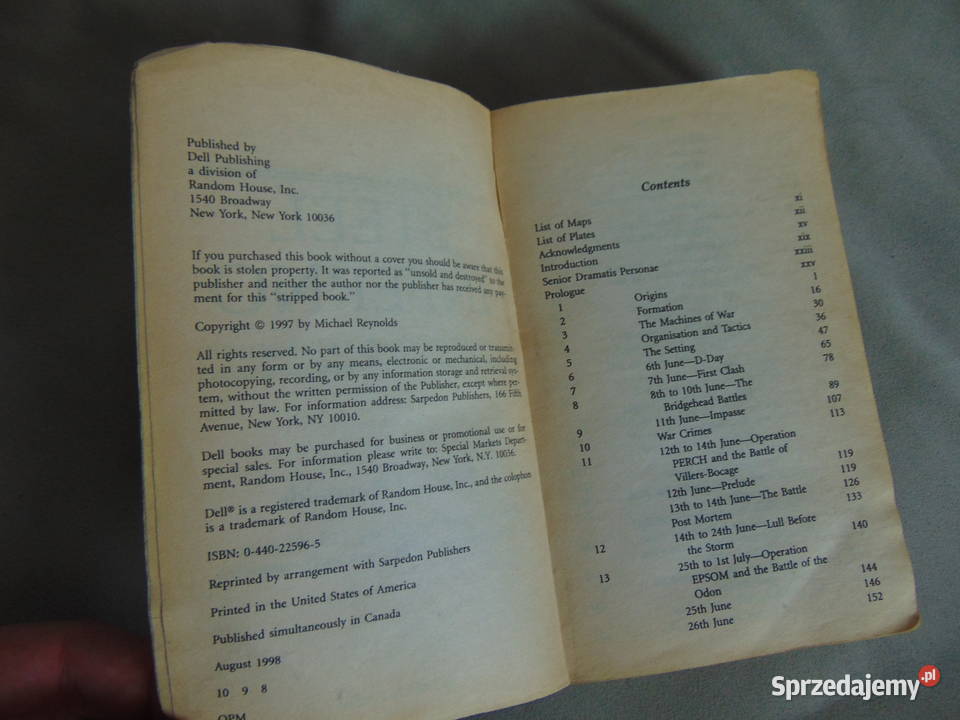 Published by
Dell Publishing
a division of
Random House, Inc.
1540 Broadway
New York, New York 10036
If you purchased this book without a cover you should be aware that this
book is stolen property. It was reported as "unsold and destroyed" to the
publisher and neither the author nor the publisher has received any pay-
ment for this "stripped book."
Copyright © 1997 by Michael Reynolds
All rights reserved. No part of this book may be reproduced or transmit-
ted in any form or by any means, electronic or mechanical, including
photocopying, recording, or by any information storage and retrieval sys-
tem, without the written permission of the Publisher, except where per-
mitted by law. For information address: Sarpedon Publishers, 166 Fifth
Avenue, New York, NY 10010.
Dell books may be purchased for business or promotional use or for
special sales. For information please write to: Special Markets Depart-
ment, Random House, Inc., 1540 Broadway, New York, N.Y. 10036.
Dell® is a registered trademark of Random House, Inc., and the colophon
is a trademark of Random House, Inc.
ISBN: 0-440-22596-5
Reprinted by arrangement with Sarpedon Publishers
Printed in the United States of America
Published simultaneously in Canada
August 1998
10 9 8
OPM
Contents
List of Maps xi
List of Plates xii
Acknowledgments xv
Introduction xix
Senior Dramatis Personae xxiii
Prologue xxv
1 Origins 1
2 Formation 16
3 The Machines of War 30
4 Organisation and Tactics 36
5 The Setting 47
6 6th June—D-Day 65
7 7th June—First Clash 78
8 8th to 10th June—The
Bridgehead Battles 89
9 11th June—Impasse 107
10 War Crimes 113
11 12th to 14th June—Operation
PERCH and the Battle of
Villers-Bocage 119
12th June—Prelude 119
13th to 14th June—The Battle 126
Post Mortem 133
12 14th to 24th June—Lull Before
the Storm 140
13 25th to 1st July—Operation
EPSOM and the Battle of the
Odon 144
25th June 146
26th June 152
Sprzedajemy.pl